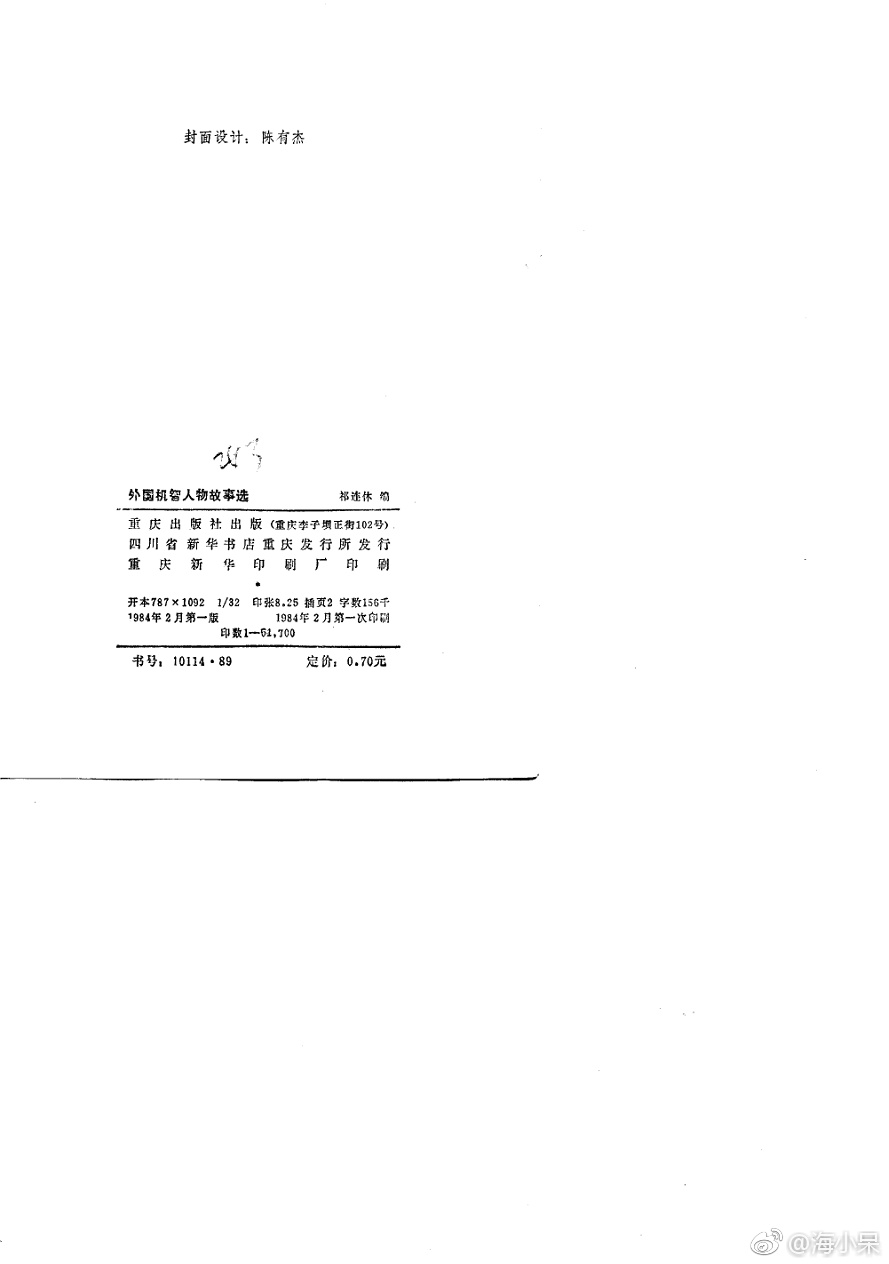 封面设计：陈有杰
外国机智人物故事选 祁连休 编
重庆出版社出版（重庆李子坝正街102号）
四川省新华书店重庆发行所发行
重庆新华印刷厂印刷
开本787×1092 1/32 印张8.25 插页2 字数156千
1984年2月第一版 1984年2月第一次印刷
印数1—51,700
书号：10114·89 定价：0.70元
@海小呆